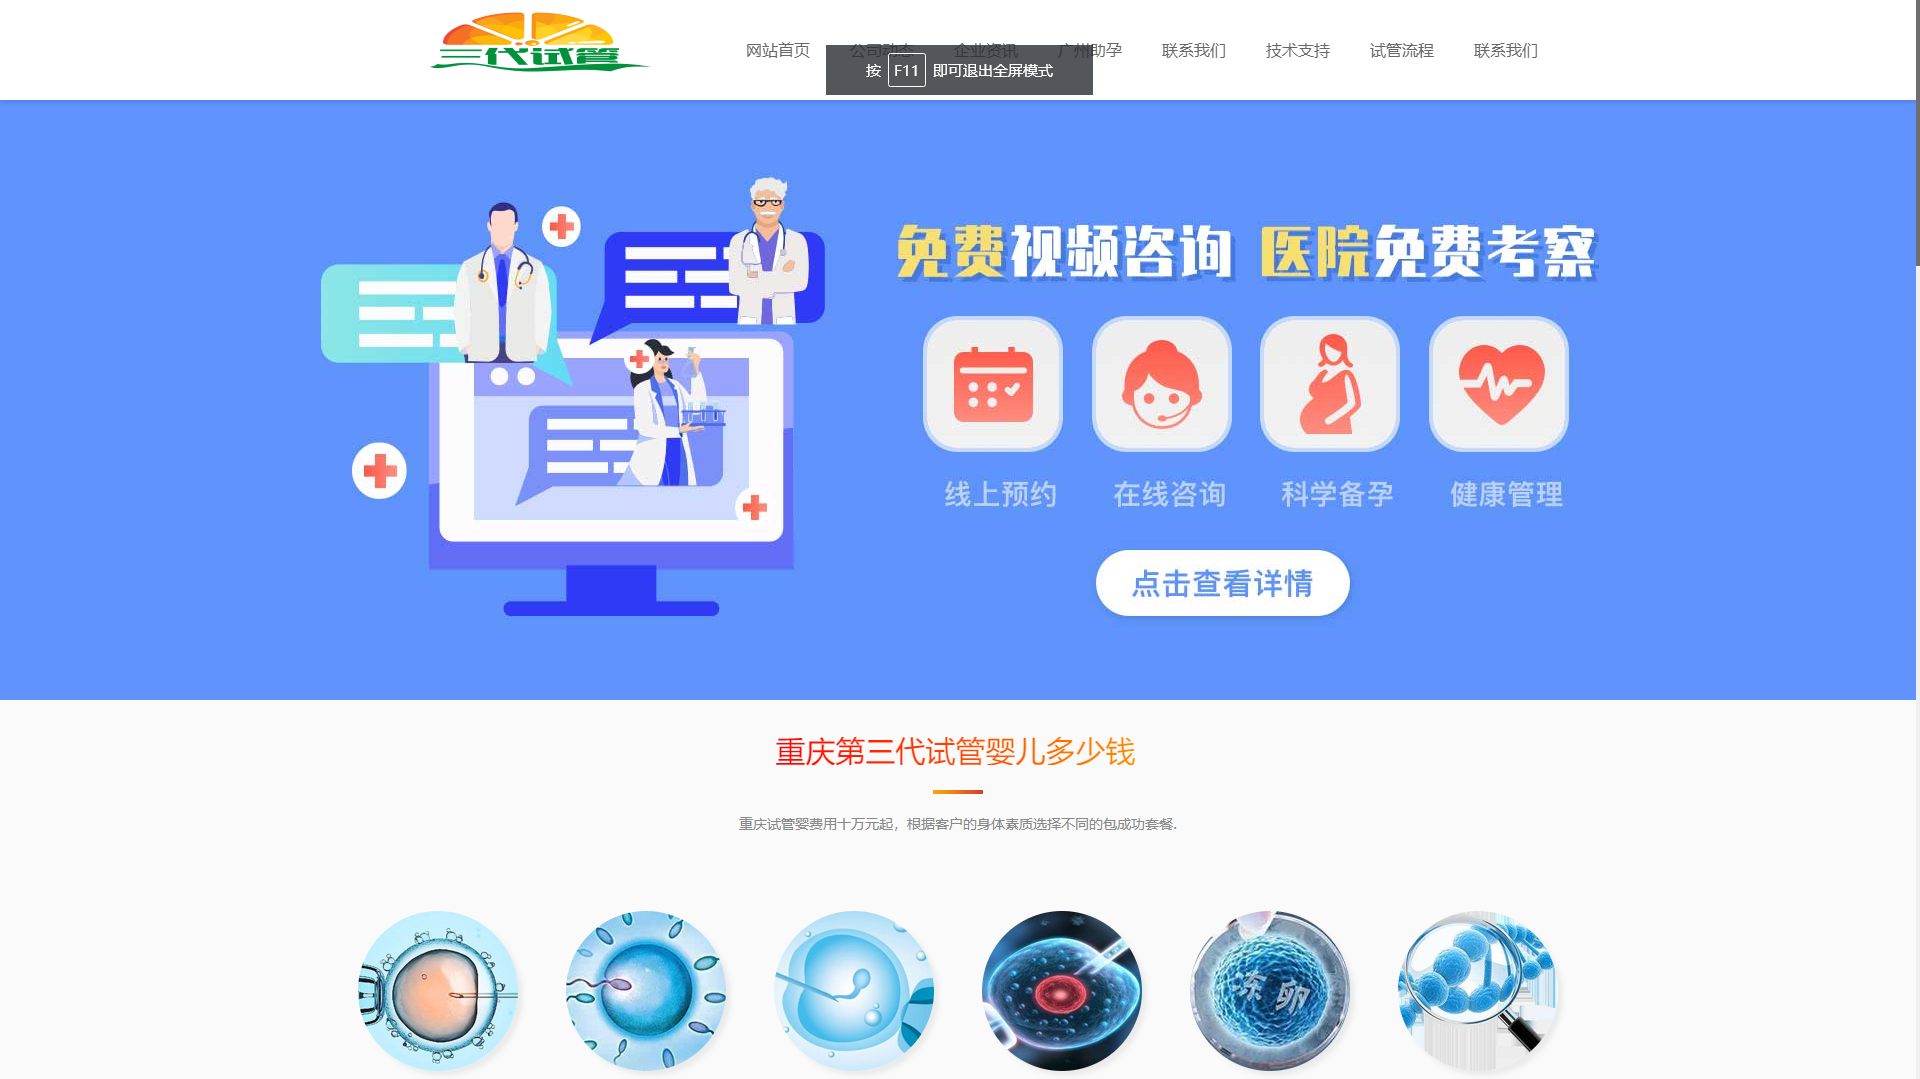 三代试管
网站首页 公司动态 企业资讯 广州助孕 联系我们 技术支持 试管流程 联系我们
按 F11 即可退出全屏模式
免费视频咨询 医院免费考察
线上预约 在线咨询 科学备孕 健康管理
点击查看详情
重庆第三代试管婴儿多少钱
重庆试管婴费用十万元起，根据客户的身体素质选择不同的包成功套餐.
冻卵